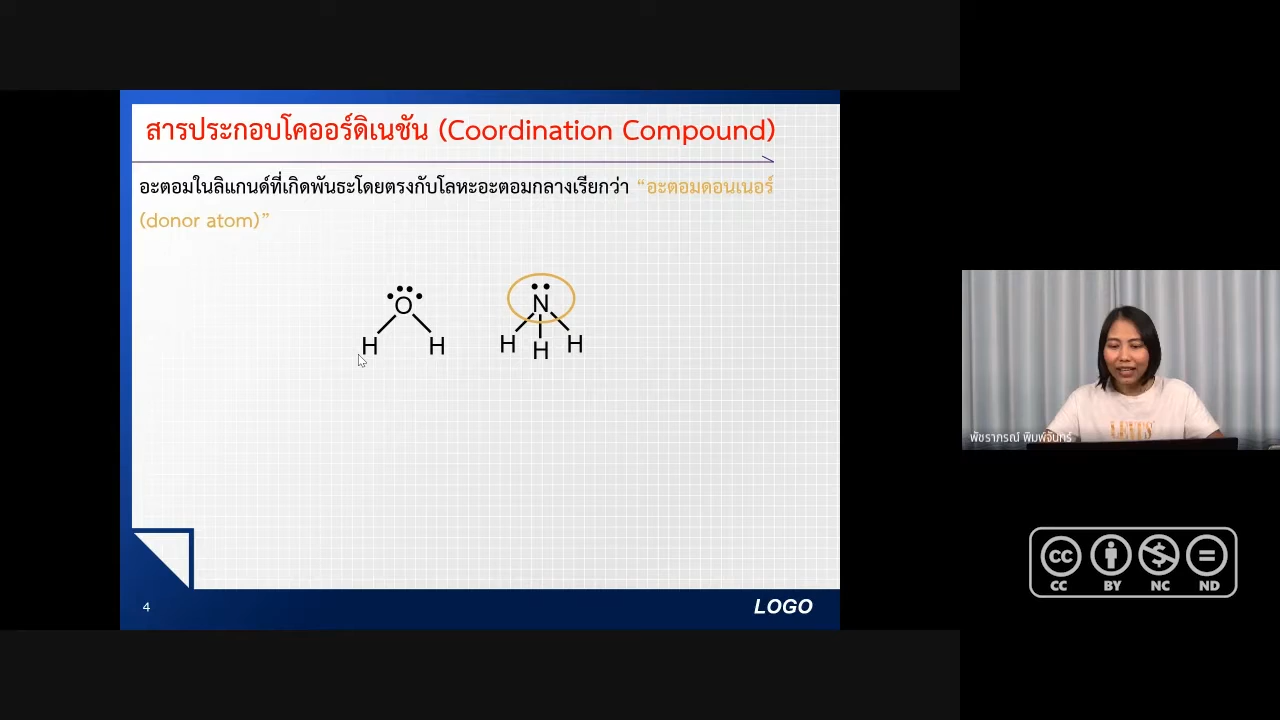 สารประกอบโคออร์ดิเนชัน (Coordination Compound)
อะตอมในลิแกนด์ที่เกิดพันธะโดยตรงกับโลหะอะตอมกลางเรียกว่า “อะตอมดอนเนอร์
(donor atom)”
O
H H
N
H H H
4
LOGO
พัชราภรณ์ พิมพ์จันทร์
LEVI'S
CC BY NC ND